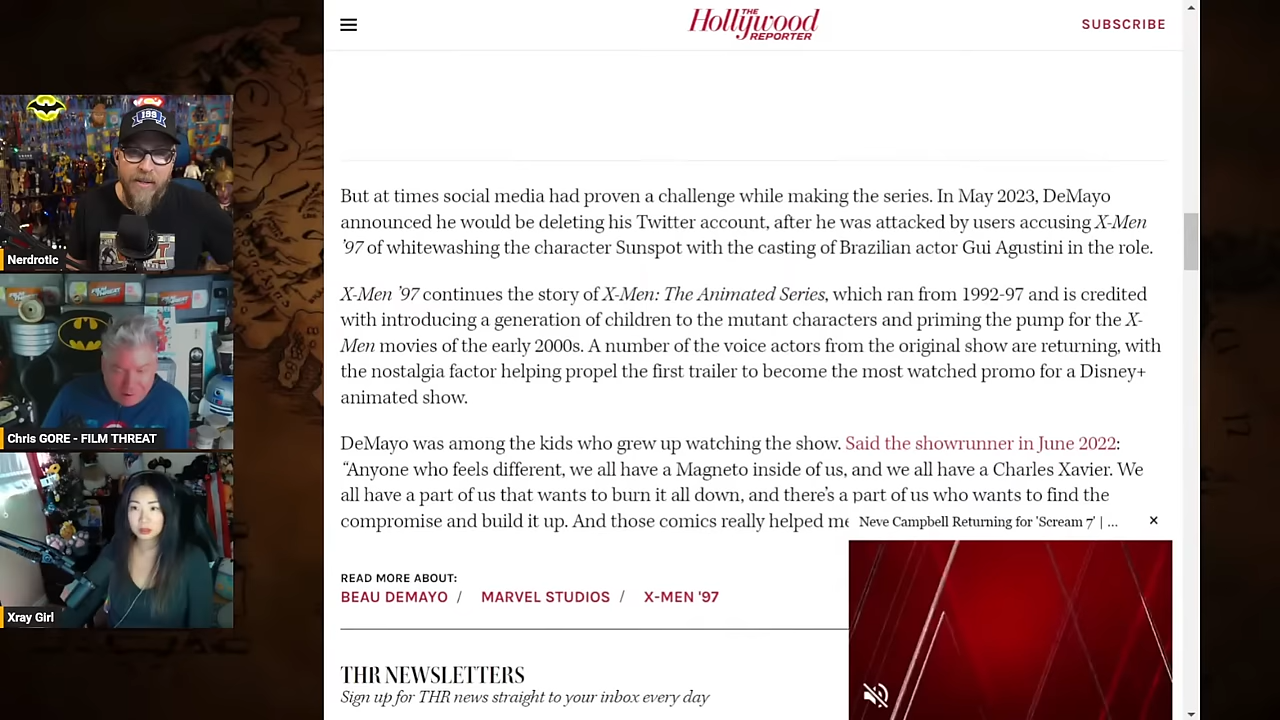 THE
Hollywood
REPORTER
SUBSCRIBE
But at times social media had proven a challenge while making the series. In May 2023, DeMayo
announced he would be deleting his Twitter account, after he was attacked by users accusing X-Men
’97 of whitewashing the character Sunspot with the casting of Brazilian actor Gui Agustini in the role.
X-Men ’97 continues the story of X-Men: The Animated Series, which ran from 1992-97 and is credited
with introducing a generation of children to the mutant characters and priming the pump for the X-
Men movies of the early 2000s. A number of the voice actors from the original show are returning, with
the nostalgia factor helping propel the first trailer to become the most watched promo for a Disney+
animated show.
DeMayo was among the kids who grew up watching the show. Said the showrunner in June 2022:
“Anyone who feels different, we all have a Magneto inside of us, and we all have a Charles Xavier. We
all have a part of us that wants to burn it all down, and there’s a part of us who wants to find the
compromise and build it up. And those comics really helped me
Neve Campbell Returning for 'Scream 7' | ...
READ MORE ABOUT:
BEAU DEMAYO / MARVEL STUDIOS / X-MEN '97
THR NEWSLETTERS
Sign up for THR news straight to your inbox every day
Nerdrotic
Chris GORE - FILM THREAT
Xray Girl